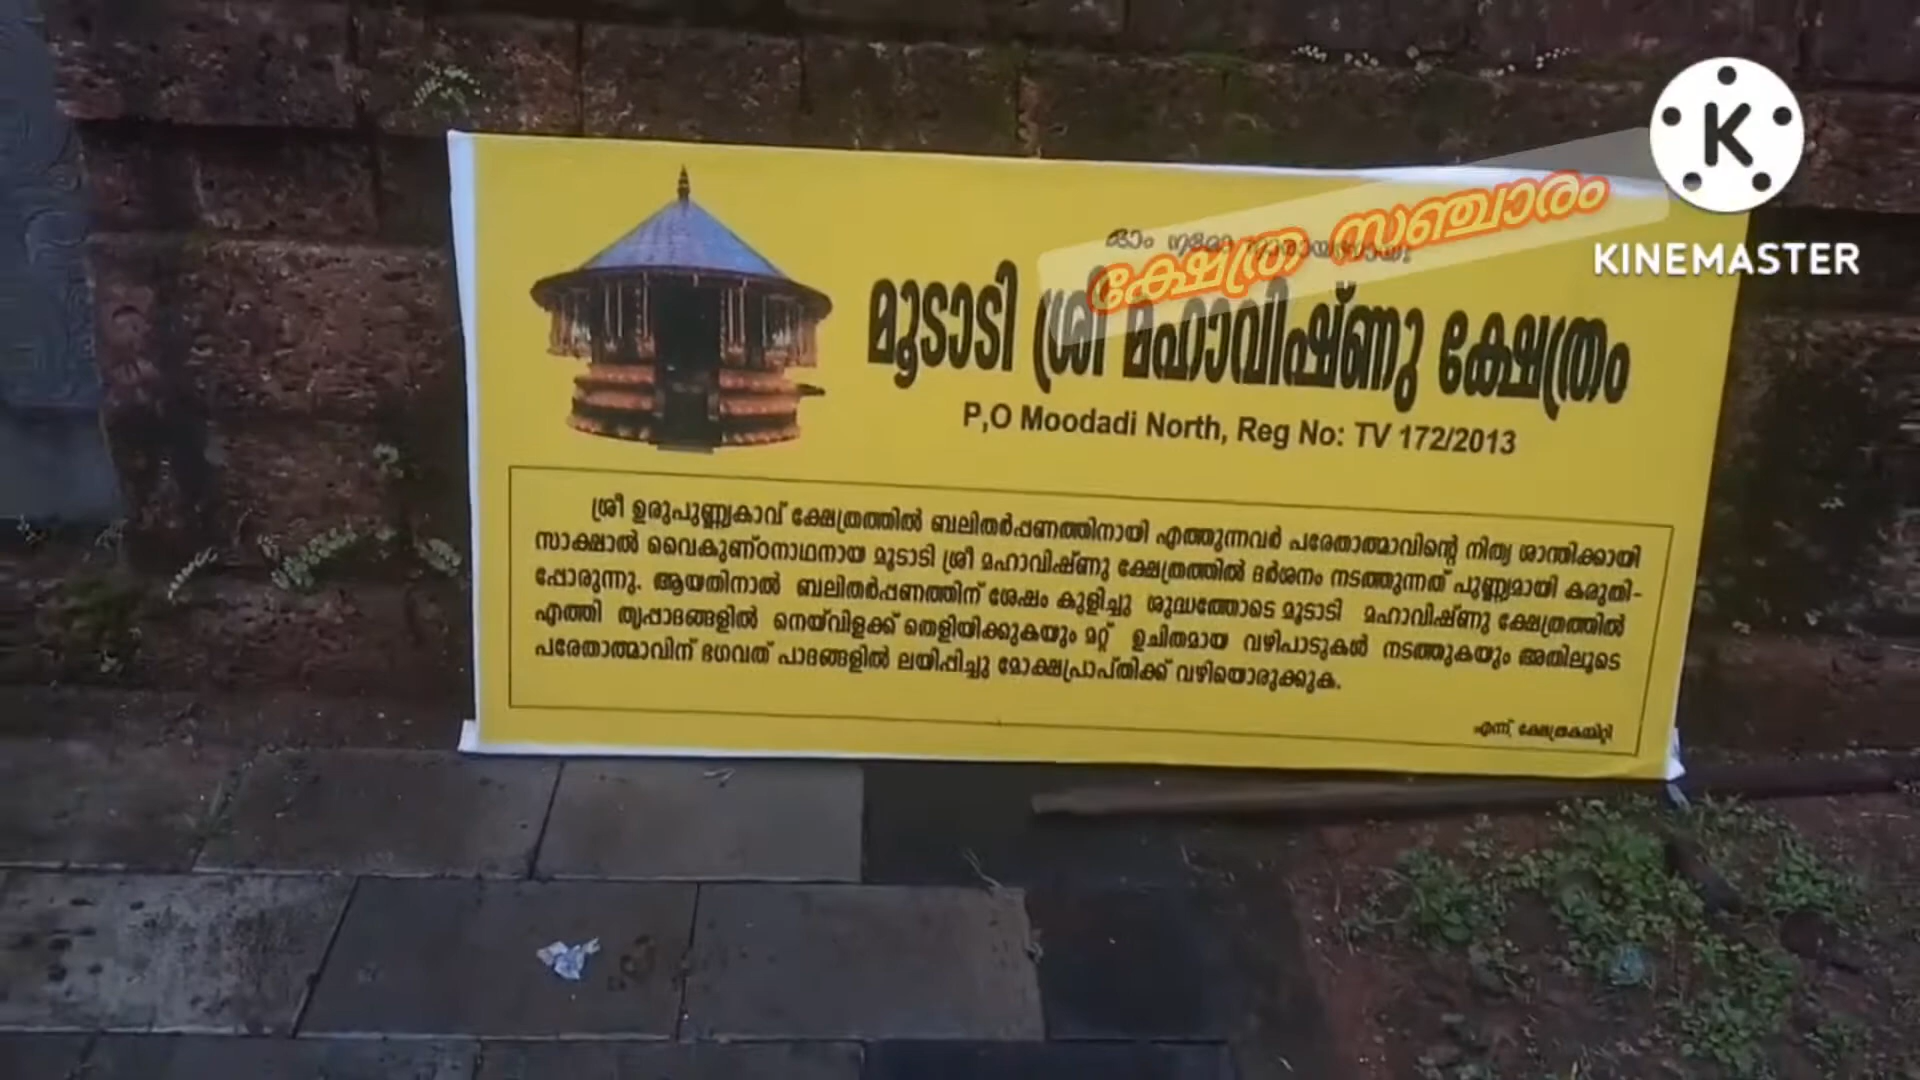 ഓം നമോ നാരായണായ
ക്ഷേത്ര സഞ്ചാരം
KINEMASTER
മൂടാടി ശ്രീ മഹാവിഷ്ണു ക്ഷേത്രം
P,O Moodadi North, Reg No: TV 172/2013
ശ്രീ ഉരുപുണ്ണ്യകാവ് ക്ഷേത്രത്തിൽ ബലിതർപ്പണത്തിനായി എത്തുന്നവർ പരേതാത്മാവിന്റെ നിത്യ ശാന്തിക്കായി
സാക്ഷാൽ വൈകുണ്ഠനാഥനായ മൂടാടി ശ്രീ മഹാവിഷ്ണു ക്ഷേത്രത്തിൽ ദർശനം നടത്തുന്നത് പുണ്ണ്യമായി കരുതി-
പ്പോരുന്നു. ആയതിനാൽ ബലിതർപ്പണത്തിന് ശേഷം കുളിച്ചു ശുദ്ധത്തോടെ മൂടാടി മഹാവിഷ്ണു ക്ഷേത്രത്തിൽ
എത്തി തൃപ്പാദങ്ങളിൽ നെയ്‌വിളക്ക് തെളിയിക്കുകയും മറ്റ് ഉചിതമായ വഴിപാടുകൾ നടത്തുകയും അതിലൂടെ
പരേതാത്മാവിന് ഭഗവത് പാദങ്ങളിൽ ലയിപ്പിച്ചു മോക്ഷപ്രാപ്തിക്ക് വഴിയൊരുക്കുക.
എന്ന്, ക്ഷേത്രകമ്മിറ്റി